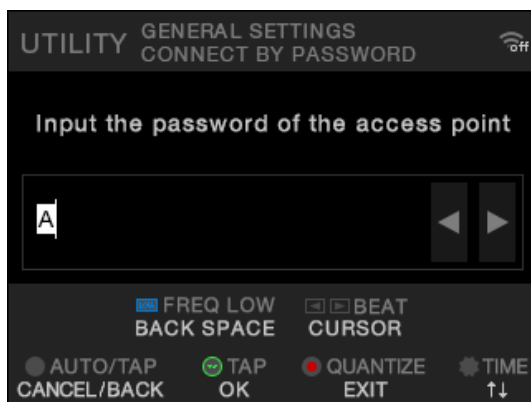 UTILITY GENERAL SETTINGS
CONNECT BY PASSWORD
off
Input the password of the access point
A
FREQ LOW BEAT
BACK SPACE CURSOR
AUTO/TAP TAP QUANTIZE TIME
CANCEL/BACK OK EXIT ↑↓